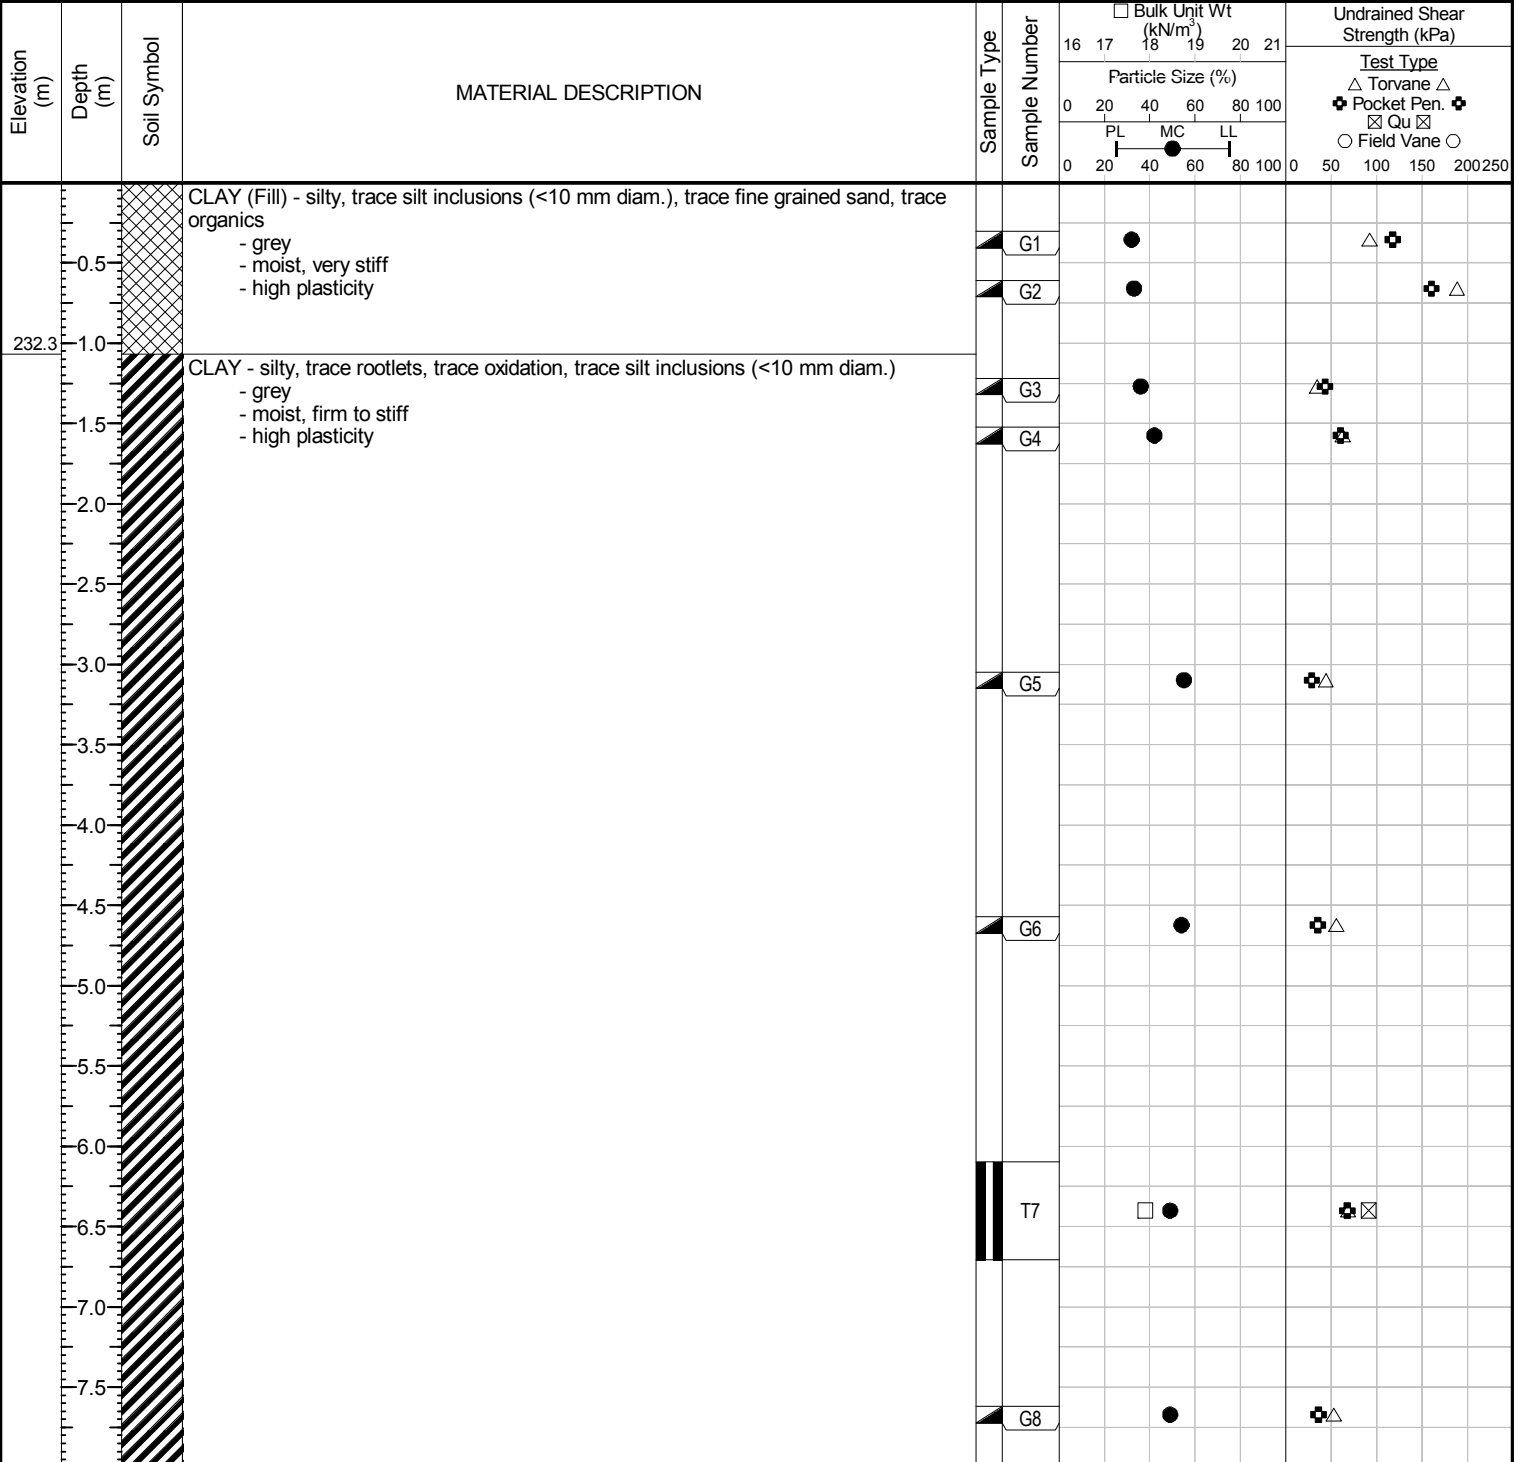 Elevation
(m)
Depth
(m)
Soil Symbol
MATERIAL DESCRIPTION
Sample Type
Sample Number
Bulk Unit Wt
(kN/m³)
16 17 18 19 20 21
Particle Size (%)
0 20 40 60 80 100
PL MC LL
0 20 40 60 80 100
Undrained Shear
Strength (kPa)
Test Type
△ Torvane △
Pocket Pen.
Qu
○ Field Vane ○
0 50 100 150 200 250
CLAY (Fill) - silty, trace silt inclusions (<10 mm diam.), trace fine grained sand, trace
organics
- grey
- moist, very stiff
- high plasticity
G1
0.5
G2
232.3
1.0
CLAY - silty, trace rootlets, trace oxidation, trace silt inclusions (<10 mm diam.)
- grey
- moist, firm to stiff
- high plasticity
G3
1.5
G4
2.0
2.5
3.0
G5
3.5
4.0
4.5
G6
5.0
5.5
6.0
T7
6.5
7.0
7.5
G8